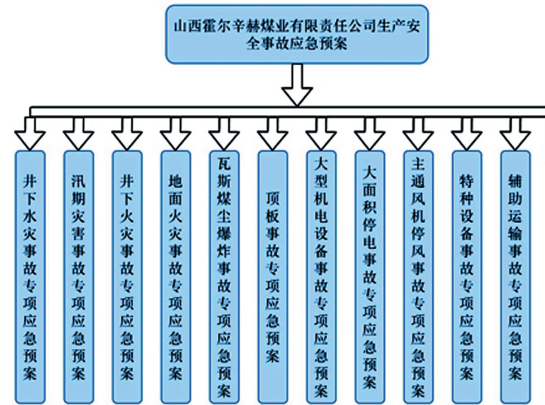 山西霍尔辛赫煤业有限责任公司生产安
全事故应急预案
井下水灾事故专项应急预案
汛期灾害事故专项应急预案
井下火灾事故专项应急预案
地面火灾事故专项应急预案
瓦斯煤尘爆炸事故专项应急预案
顶板事故专项应急预案
大型机电设备事故专项应急预案
大面积停电事故专项应急预案
主通风机停风事故专项应急预案
特种设备事故专项应急预案
辅助运输事故专项应急预案